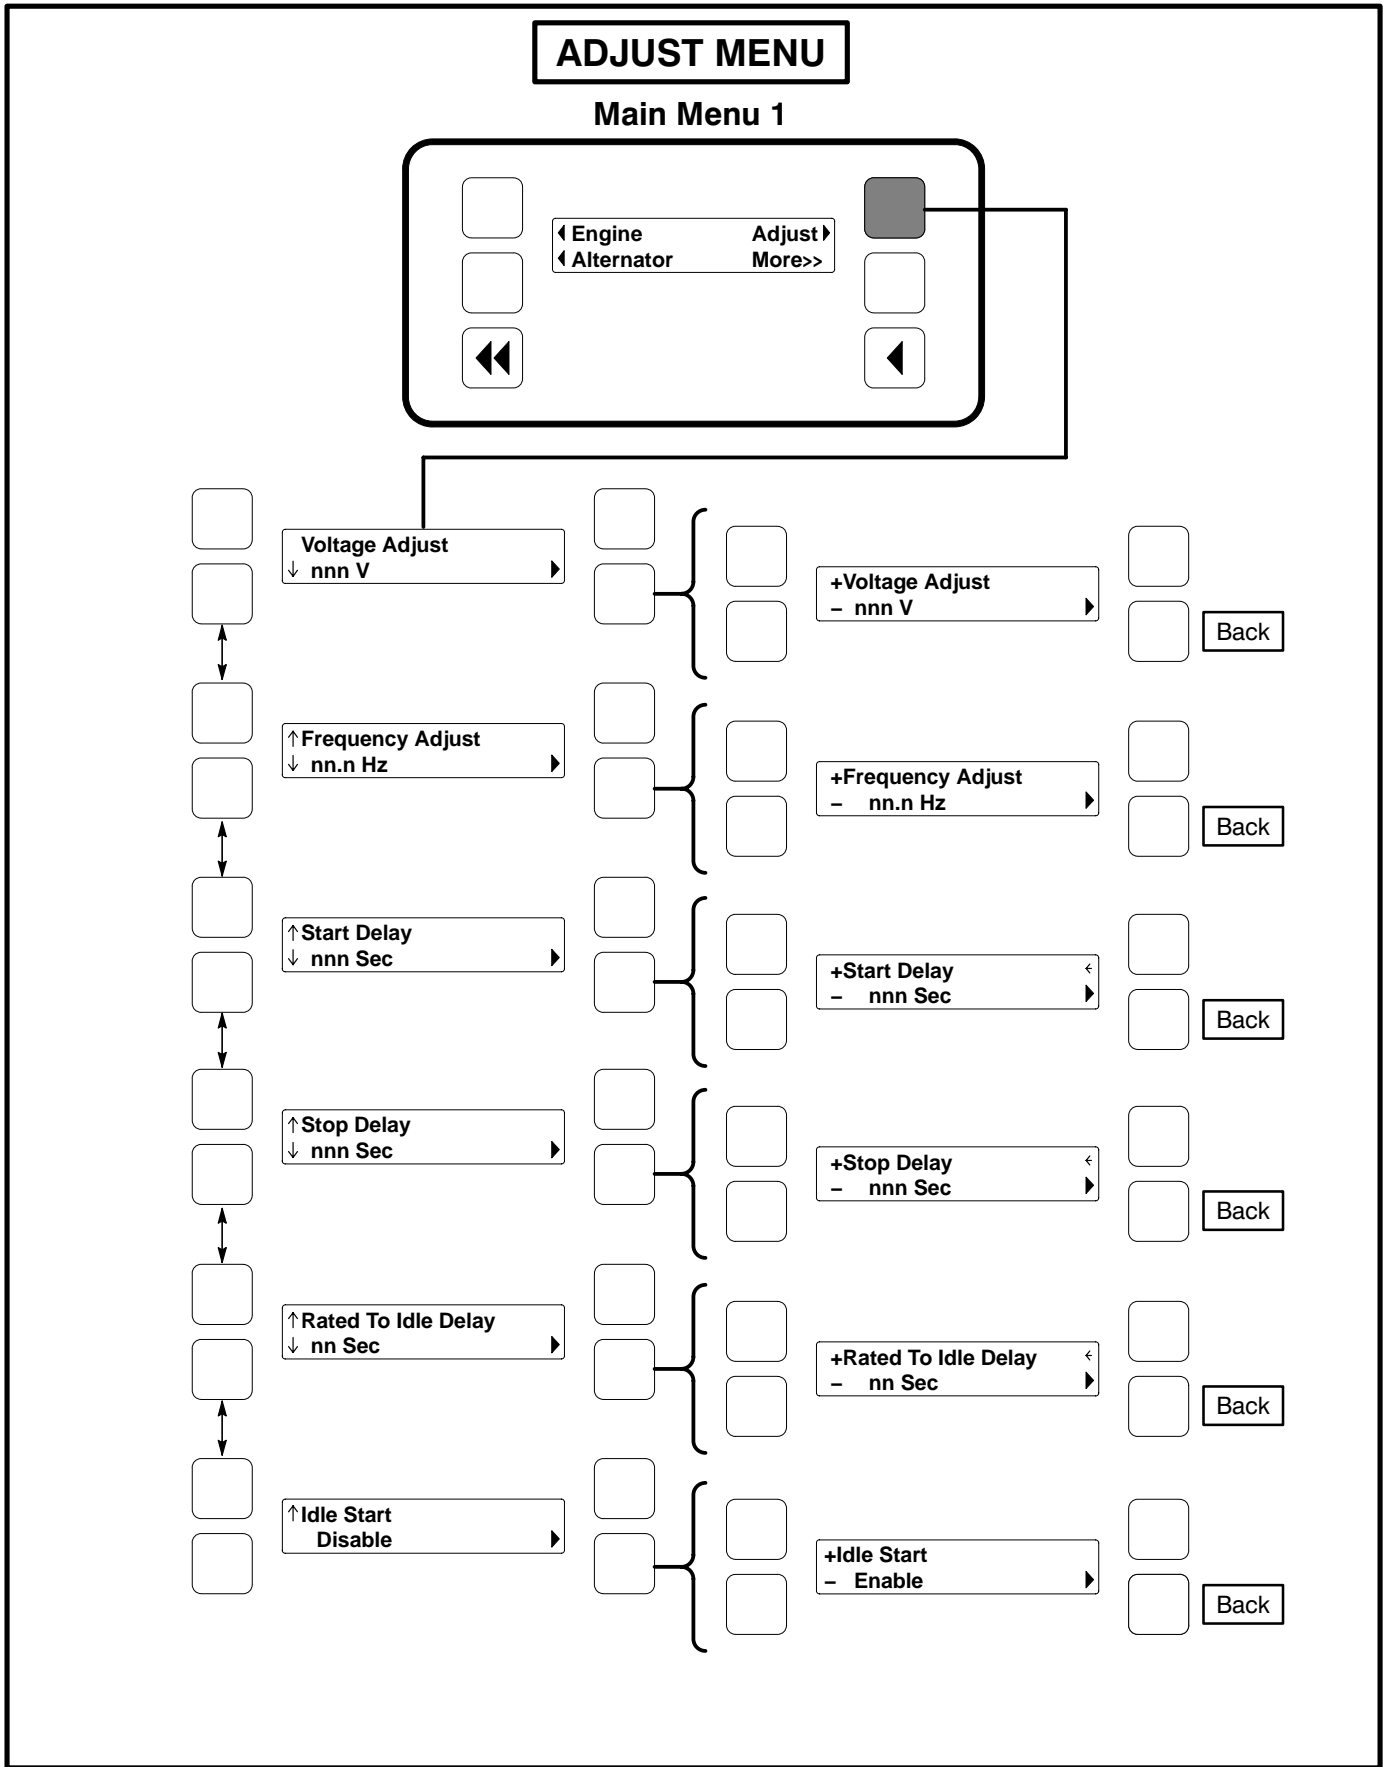 ADJUST MENU
Main Menu 1
Engine Adjust
Alternator More>>
Voltage Adjust
↓ nnn V
+Voltage Adjust
– nnn V
Back
↑Frequency Adjust
↓ nn.n Hz
+Frequency Adjust
– nn.n Hz
Back
↑Start Delay
↓ nnn Sec
+Start Delay ←
– nnn Sec
Back
↑Stop Delay
↓ nnn Sec
+Stop Delay ←
– nnn Sec
Back
↑Rated To Idle Delay
↓ nn Sec
+Rated To Idle Delay ←
– nn Sec
Back
↑Idle Start
Disable
+Idle Start
– Enable
Back